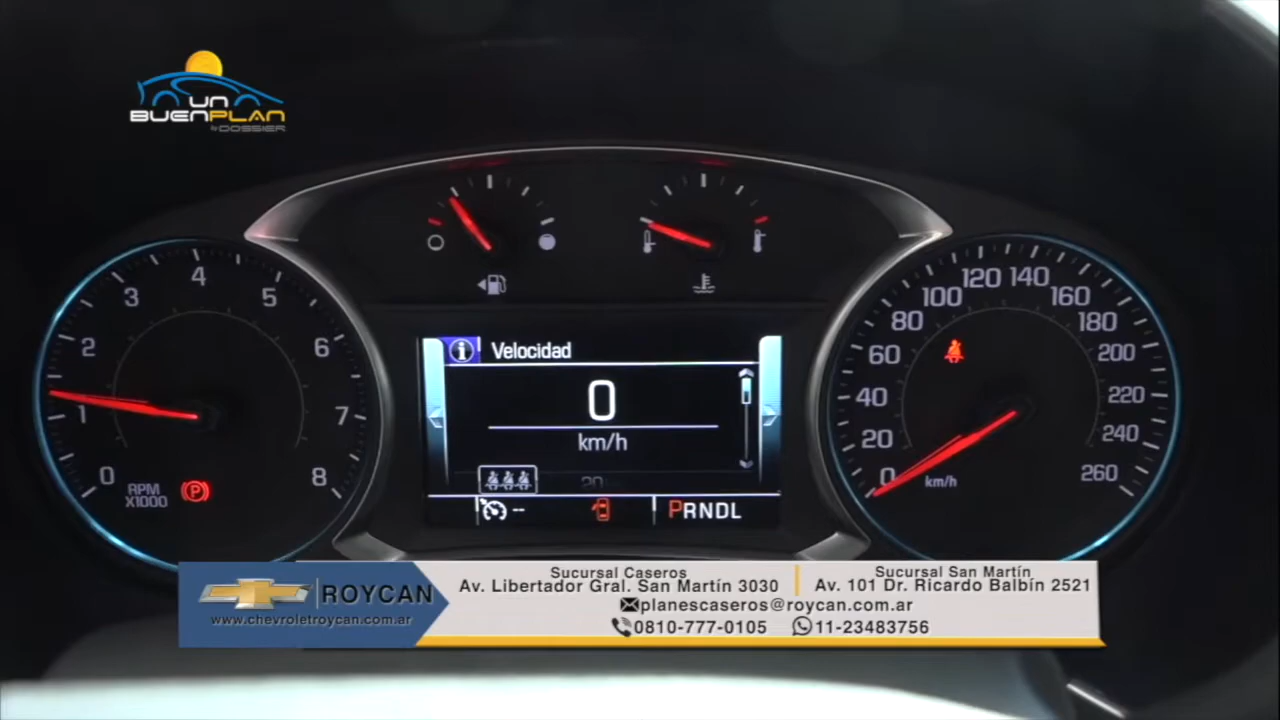 UN
BUENPLAN
by DOSSIER
0 1 2 3 4 5 6 7 8
RPM
X1000
P
Velocidad
0
km/h
20
--
PRNDL
0 20 40 60 80 100 120 140 160 180 200 220 240 260
km/h
ROYCAN
www.chevroletroycan.com.ar
Sucursal Caseros
Av. Libertador Gral. San Martín 3030
Sucursal San Martín
Av. 101 Dr. Ricardo Balbín 2521
planescaseros@roycan.com.ar
0810-777-0105 11-23483756